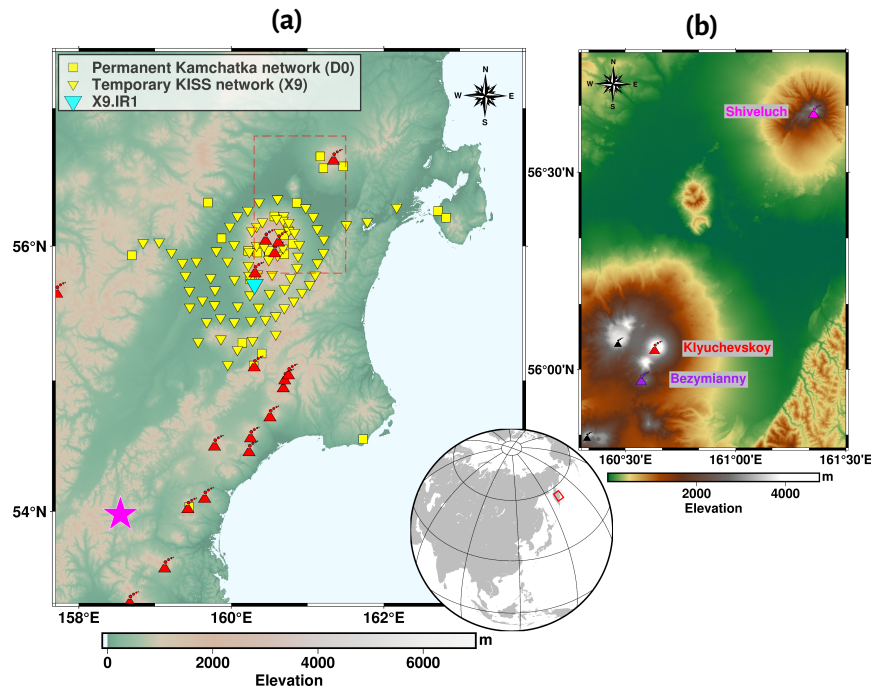 (a)
(b)
Permanent Kamchatka network (D0)
Temporary KISS network (X9)
X9.IR1
N
W
E
S
N
W
E
S
Shiveluch
56°30'N
56°N
Klyuchevskoy
56°00'N
Bezymianny
160°30'E
161°00'E
161°30'E
m
2000
4000
Elevation
54°N
158°E
160°E
162°E
m
0
2000
4000
6000
Elevation